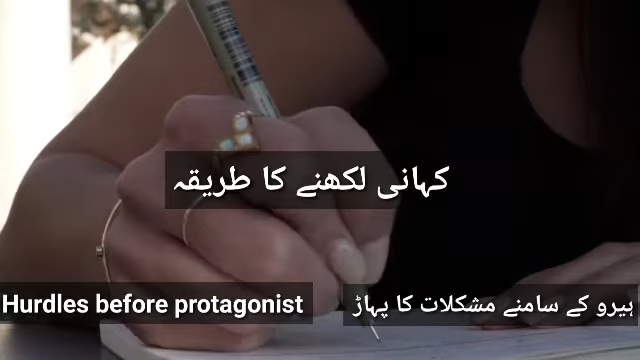 کہانی لکھنے کا طریقہ
Hurdles before protagonist
ہیرو کے سامنے مشکلات کا پہاڑ